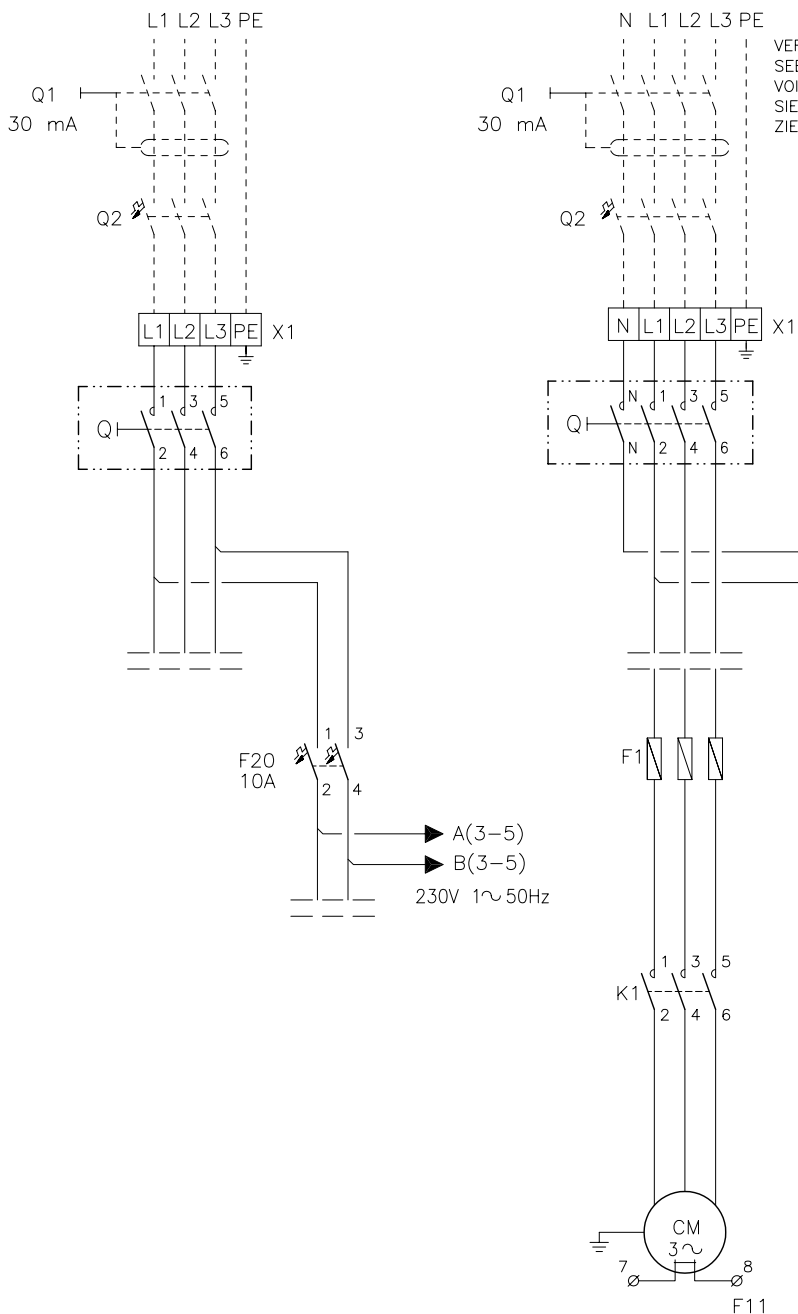 L1 L2 L3 PE
Q1
30 mA
Q2
L1 L2 L3 PE X1
1 3 5
Q
2 4 6
1 3
F20
10A
2 4
A(3-5)
B(3-5)
230V 1~50Hz
N L1 L2 L3 PE
Q1
30 mA
Q2
N L1 L2 L3 PE X1
N 1 3 5
Q
N 2 4 6
F1
1 3 5
K1
2 4 6
CM
3~
7 8
F11